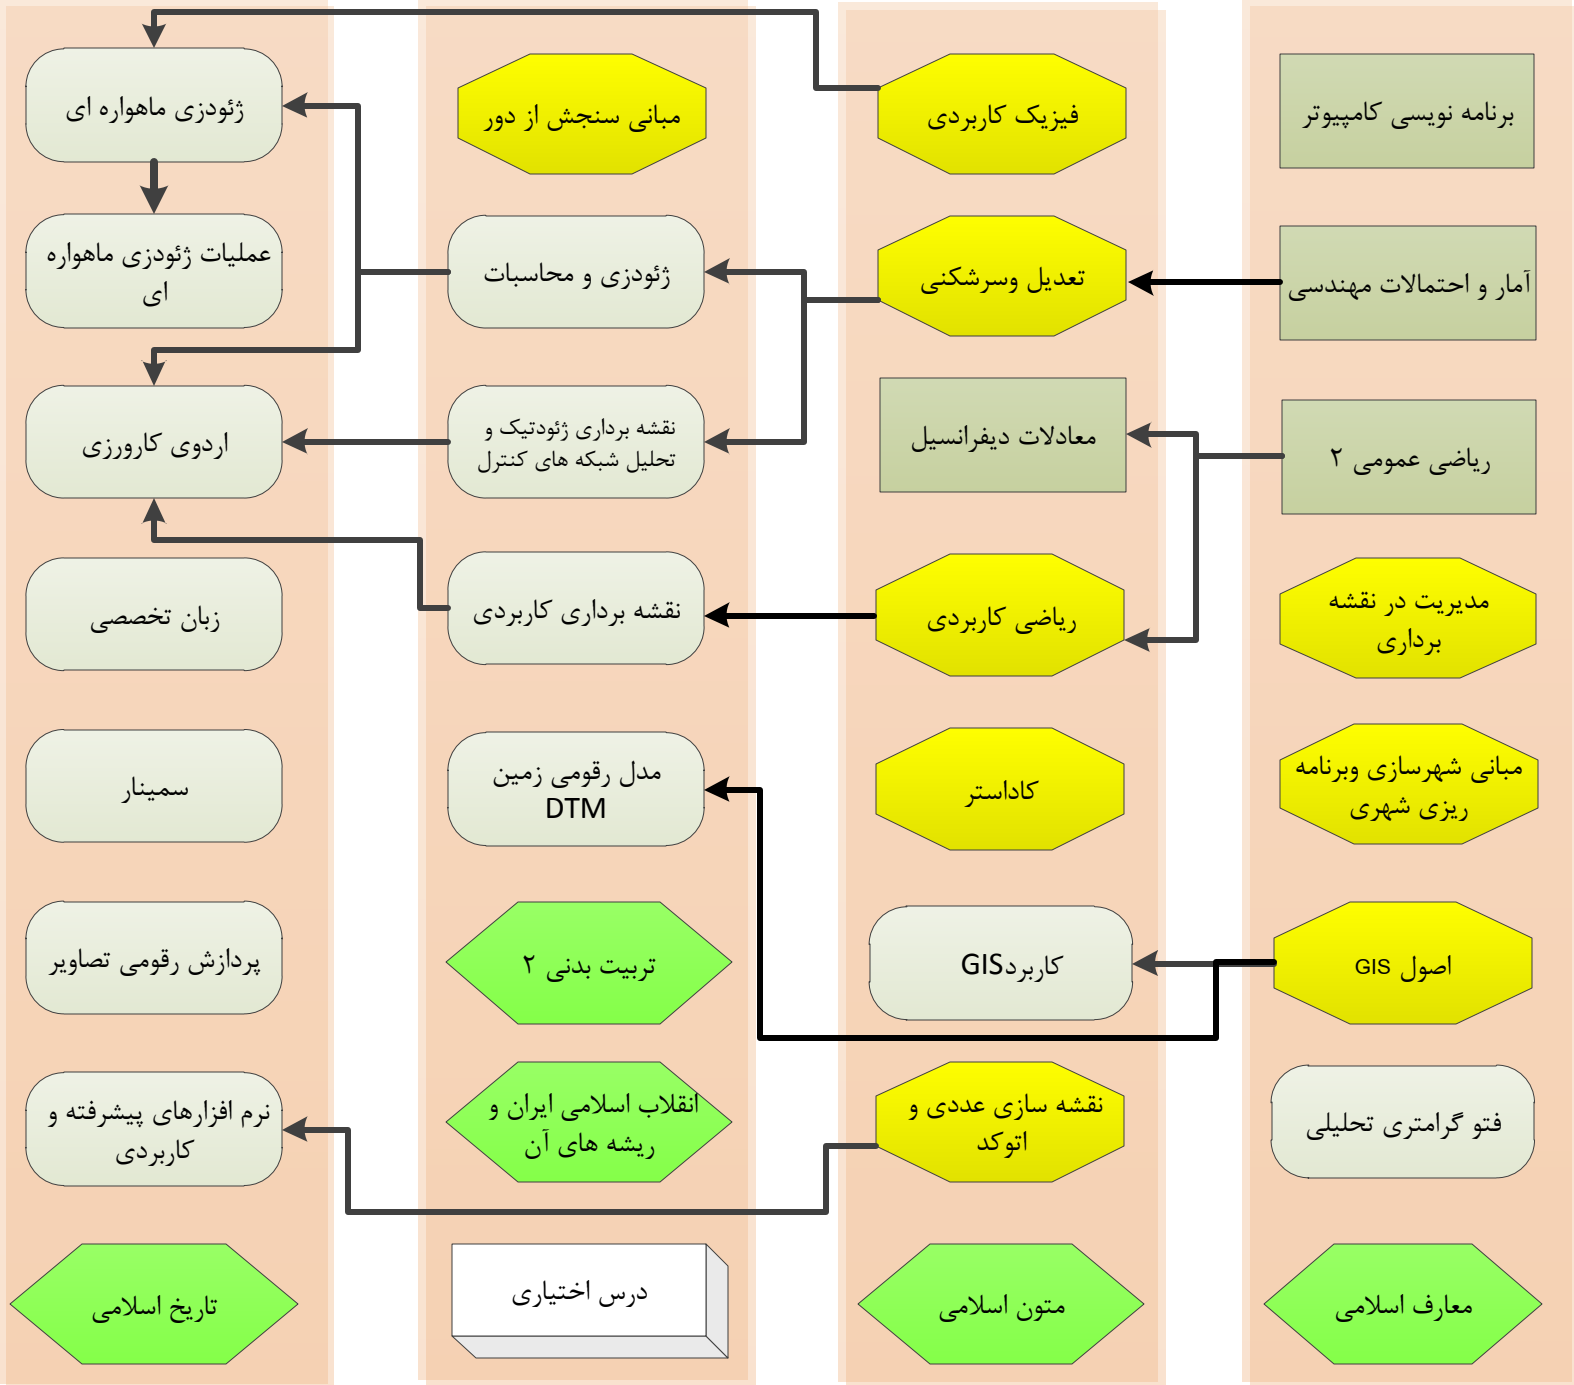 برنامه نویسی کامپیوتر
آمار و احتمالات مهندسی
ریاضی عمومی ۲
مدیریت در نقشه
برداری
مبانی شهرسازی وبرنامه
ریزی شهری
اصول GIS
فتو گرامتری تحلیلی
معارف اسلامی
فیزیک کاربردی
تعدیل وسرشکنی
معادلات دیفرانسیل
ریاضی کاربردی
کاداستر
کاربردGIS
نقشه سازی عددی و
اتوکد
متون اسلامی
مبانی سنجش از دور
ژئودزی و محاسبات
نقشه برداری ژئودتیک و
تحلیل شبکه های کنترل
نقشه برداری کاربردی
مدل رقومی زمین
DTM
تربیت بدنی ۲
انقلاب اسلامی ایران و
ریشه های آن
درس اختیاری
ژئودزی ماهواره ای
عملیات ژئودزی ماهواره
ای
اردوی کارورزی
زبان تخصصی
سمینار
پردازش رقومی تصاویر
نرم افزارهای پیشرفته و
کاربردی
تاریخ اسلامی